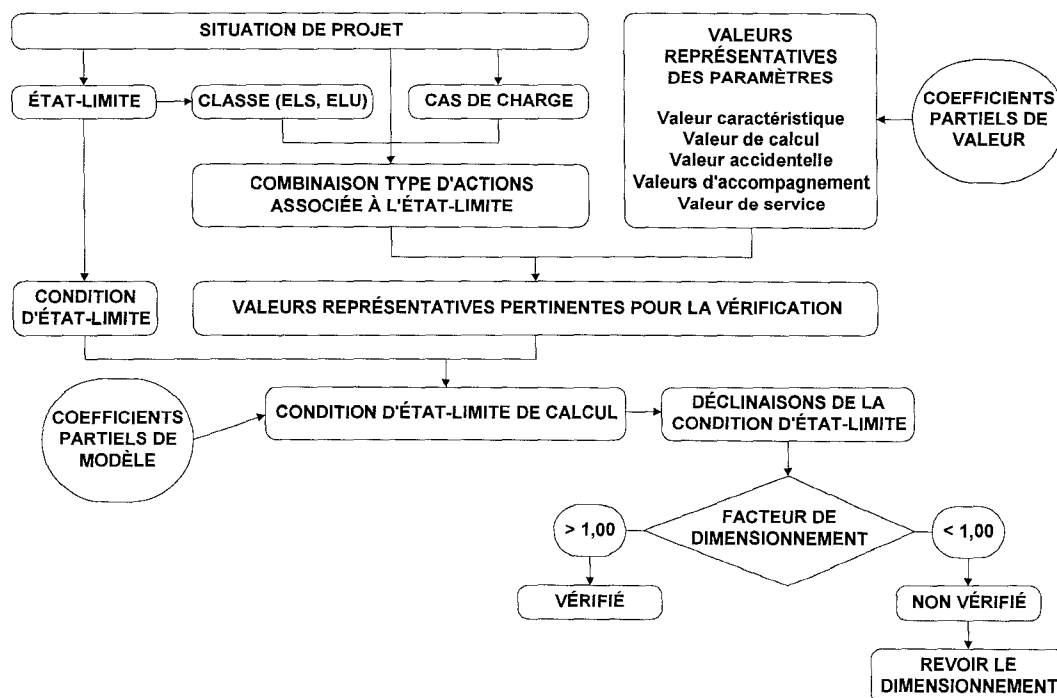 SITUATION DE PROJET
VALEURS
REPRÉSENTATIVES
DES PARAMÈTRES
Valeur caractéristique
Valeur de calcul
Valeur accidentelle
Valeurs d'accompagnement
Valeur de service
COEFFICIENTS
PARTIELS DE
VALEUR
ÉTAT-LIMITE
CLASSE (ELS, ELU)
CAS DE CHARGE
COMBINAISON TYPE D'ACTIONS
ASSOCIÉE À L'ÉTAT-LIMITE
CONDITION
D'ÉTAT-LIMITE
VALEURS REPRÉSENTATIVES PERTINENTES POUR LA VÉRIFICATION
COEFFICIENTS
PARTIELS DE
MODÈLE
CONDITION D'ÉTAT-LIMITE DE CALCUL
DÉCLINAISONS DE LA
CONDITION D'ÉTAT-LIMITE
> 1,00
FACTEUR DE
DIMENSIONNEMENT
< 1,00
VÉRIFIÉ
NON VÉRIFIÉ
REVOIR LE
DIMENSIONNEMENT